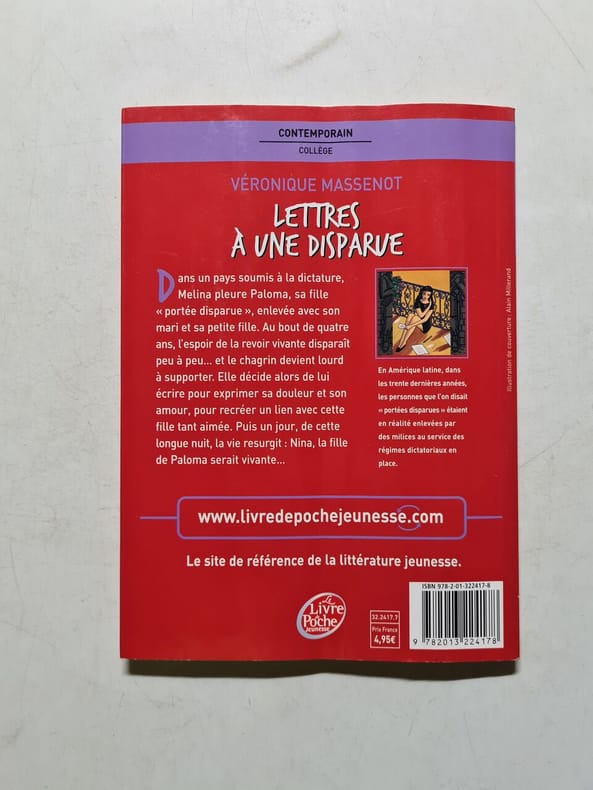 CONTEMPORAIN
COLLÈGE
VÉRONIQUE MASSENOT
LETTRES
À UNE DISPARUE
Dans un pays soumis à la dictature,
Melina pleure Paloma, sa fille
« portée disparue », enlevée avec son
mari et sa petite fille. Au bout de quatre
ans, l'espoir de la revoir vivante disparaît
peu à peu... et le chagrin devient lourd
à supporter. Elle décide alors de lui
écrire pour exprimer sa douleur et son
amour, pour recréer un lien avec cette
fille tant aimée. Puis un jour, de cette
longue nuit, la vie resurgit : Nina, la fille
de Paloma serait vivante...
Illustration de couverture : Alain Millerand
En Amérique latine, dans
les trente dernières années,
les personnes que l'on disait
« portées disparues » étaient
en réalité enlevées par
des milices au service des
régimes dictatoriaux en
place.
www.livredepochejeunesse.com
Le site de référence de la littérature jeunesse.
Le
Livre
de
Poche
Jeunesse
32.2417.7
Prix France
4,95€
ISBN 978-2-01-322417-8
9 782013 224178